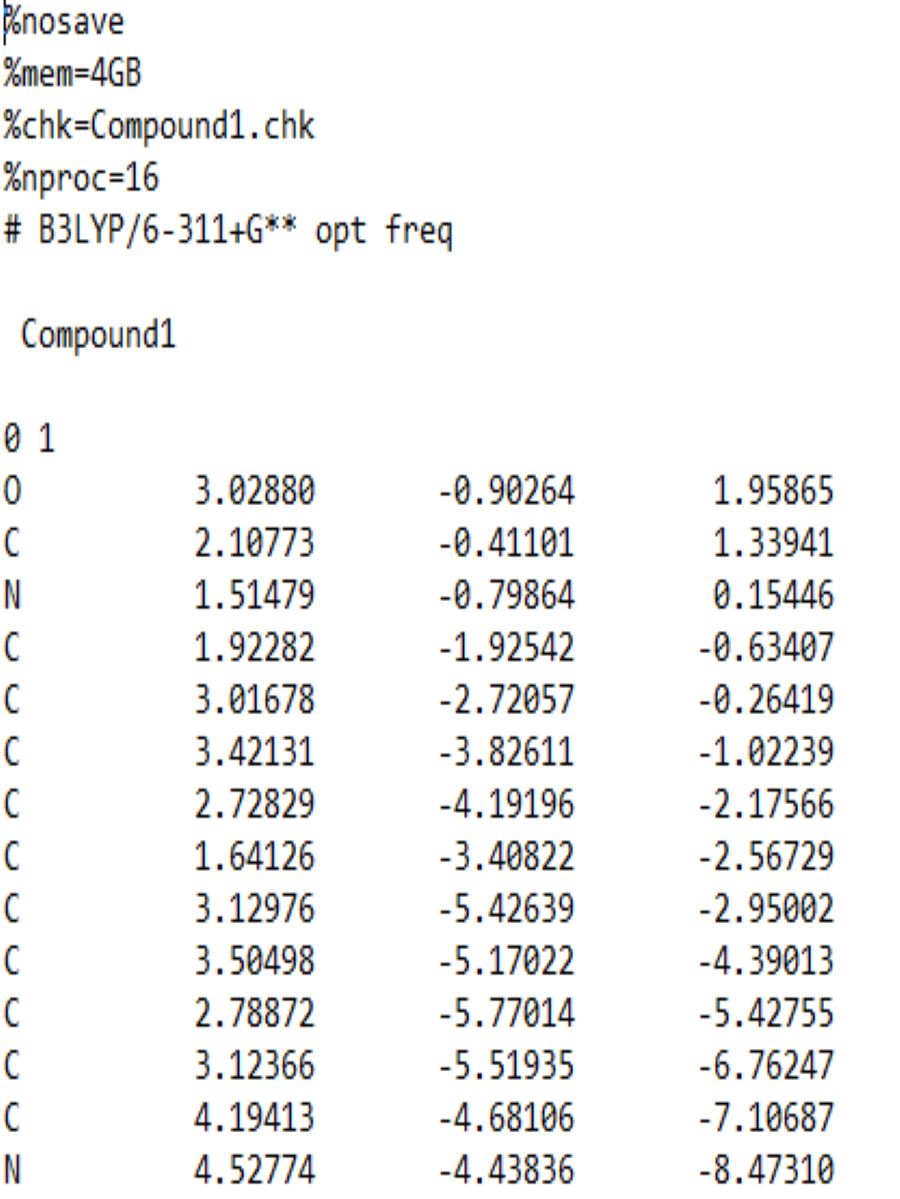 %nosave
%mem=4GB
%chk=Compound1.chk
%nproc=16
# B3LYP/6-311+G** opt freq
Compound1
0 1
O 3.02880 -0.90264 1.95865
C 2.10773 -0.41101 1.33941
N 1.51479 -0.79864 0.15446
C 1.92282 -1.92542 -0.63407
C 3.01678 -2.72057 -0.26419
C 3.42131 -3.82611 -1.02239
C 2.72829 -4.19196 -2.17566
C 1.64126 -3.40822 -2.56729
C 3.12976 -5.42639 -2.95002
C 3.50498 -5.17022 -4.39013
C 2.78872 -5.77014 -5.42755
C 3.12366 -5.51935 -6.76247
C 4.19413 -4.68106 -7.10687
N 4.52774 -4.43836 -8.47310